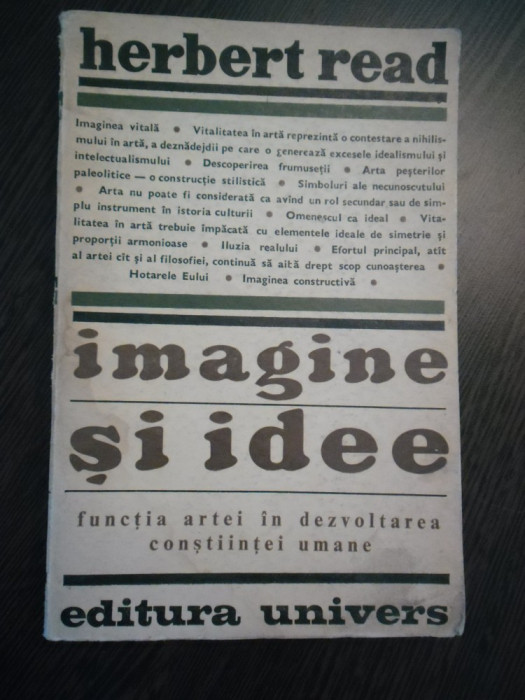 herbert read
Imaginea vitală ● Vitalitatea în artă reprezintă o contestare a nihilis-
mului în artă, a deznădejdii pe care o generează excesele idealismului și
intelectualismului ● Descoperirea frumuseții ● Arta peșterilor
paleolitice — o construcție stilistică ● Simboluri ale necunoscutului
● Arta nu poate fi considerată ca avînd un rol secundar sau de sim-
plu instrument în istoria culturii ● Omenescul ca ideal ● Vita-
litatea în artă trebuie împăcată cu elementele ideale de simetrie și
proporții armonioase ● Iluzia realului ● Efortul principal, atît
al artei cît și al filosofiei, continuă să aibă drept scop cunoașterea ●
Hotarele Eului ● Imaginea constructivă ●
imagine
și idee
funcția artei în dezvoltarea
conștiinței umane
editura univers